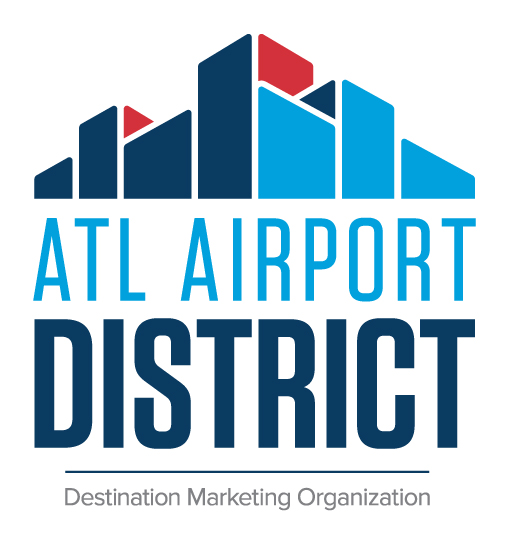 ATL AIRPORT
DISTRICT
Destination Marketing Organization